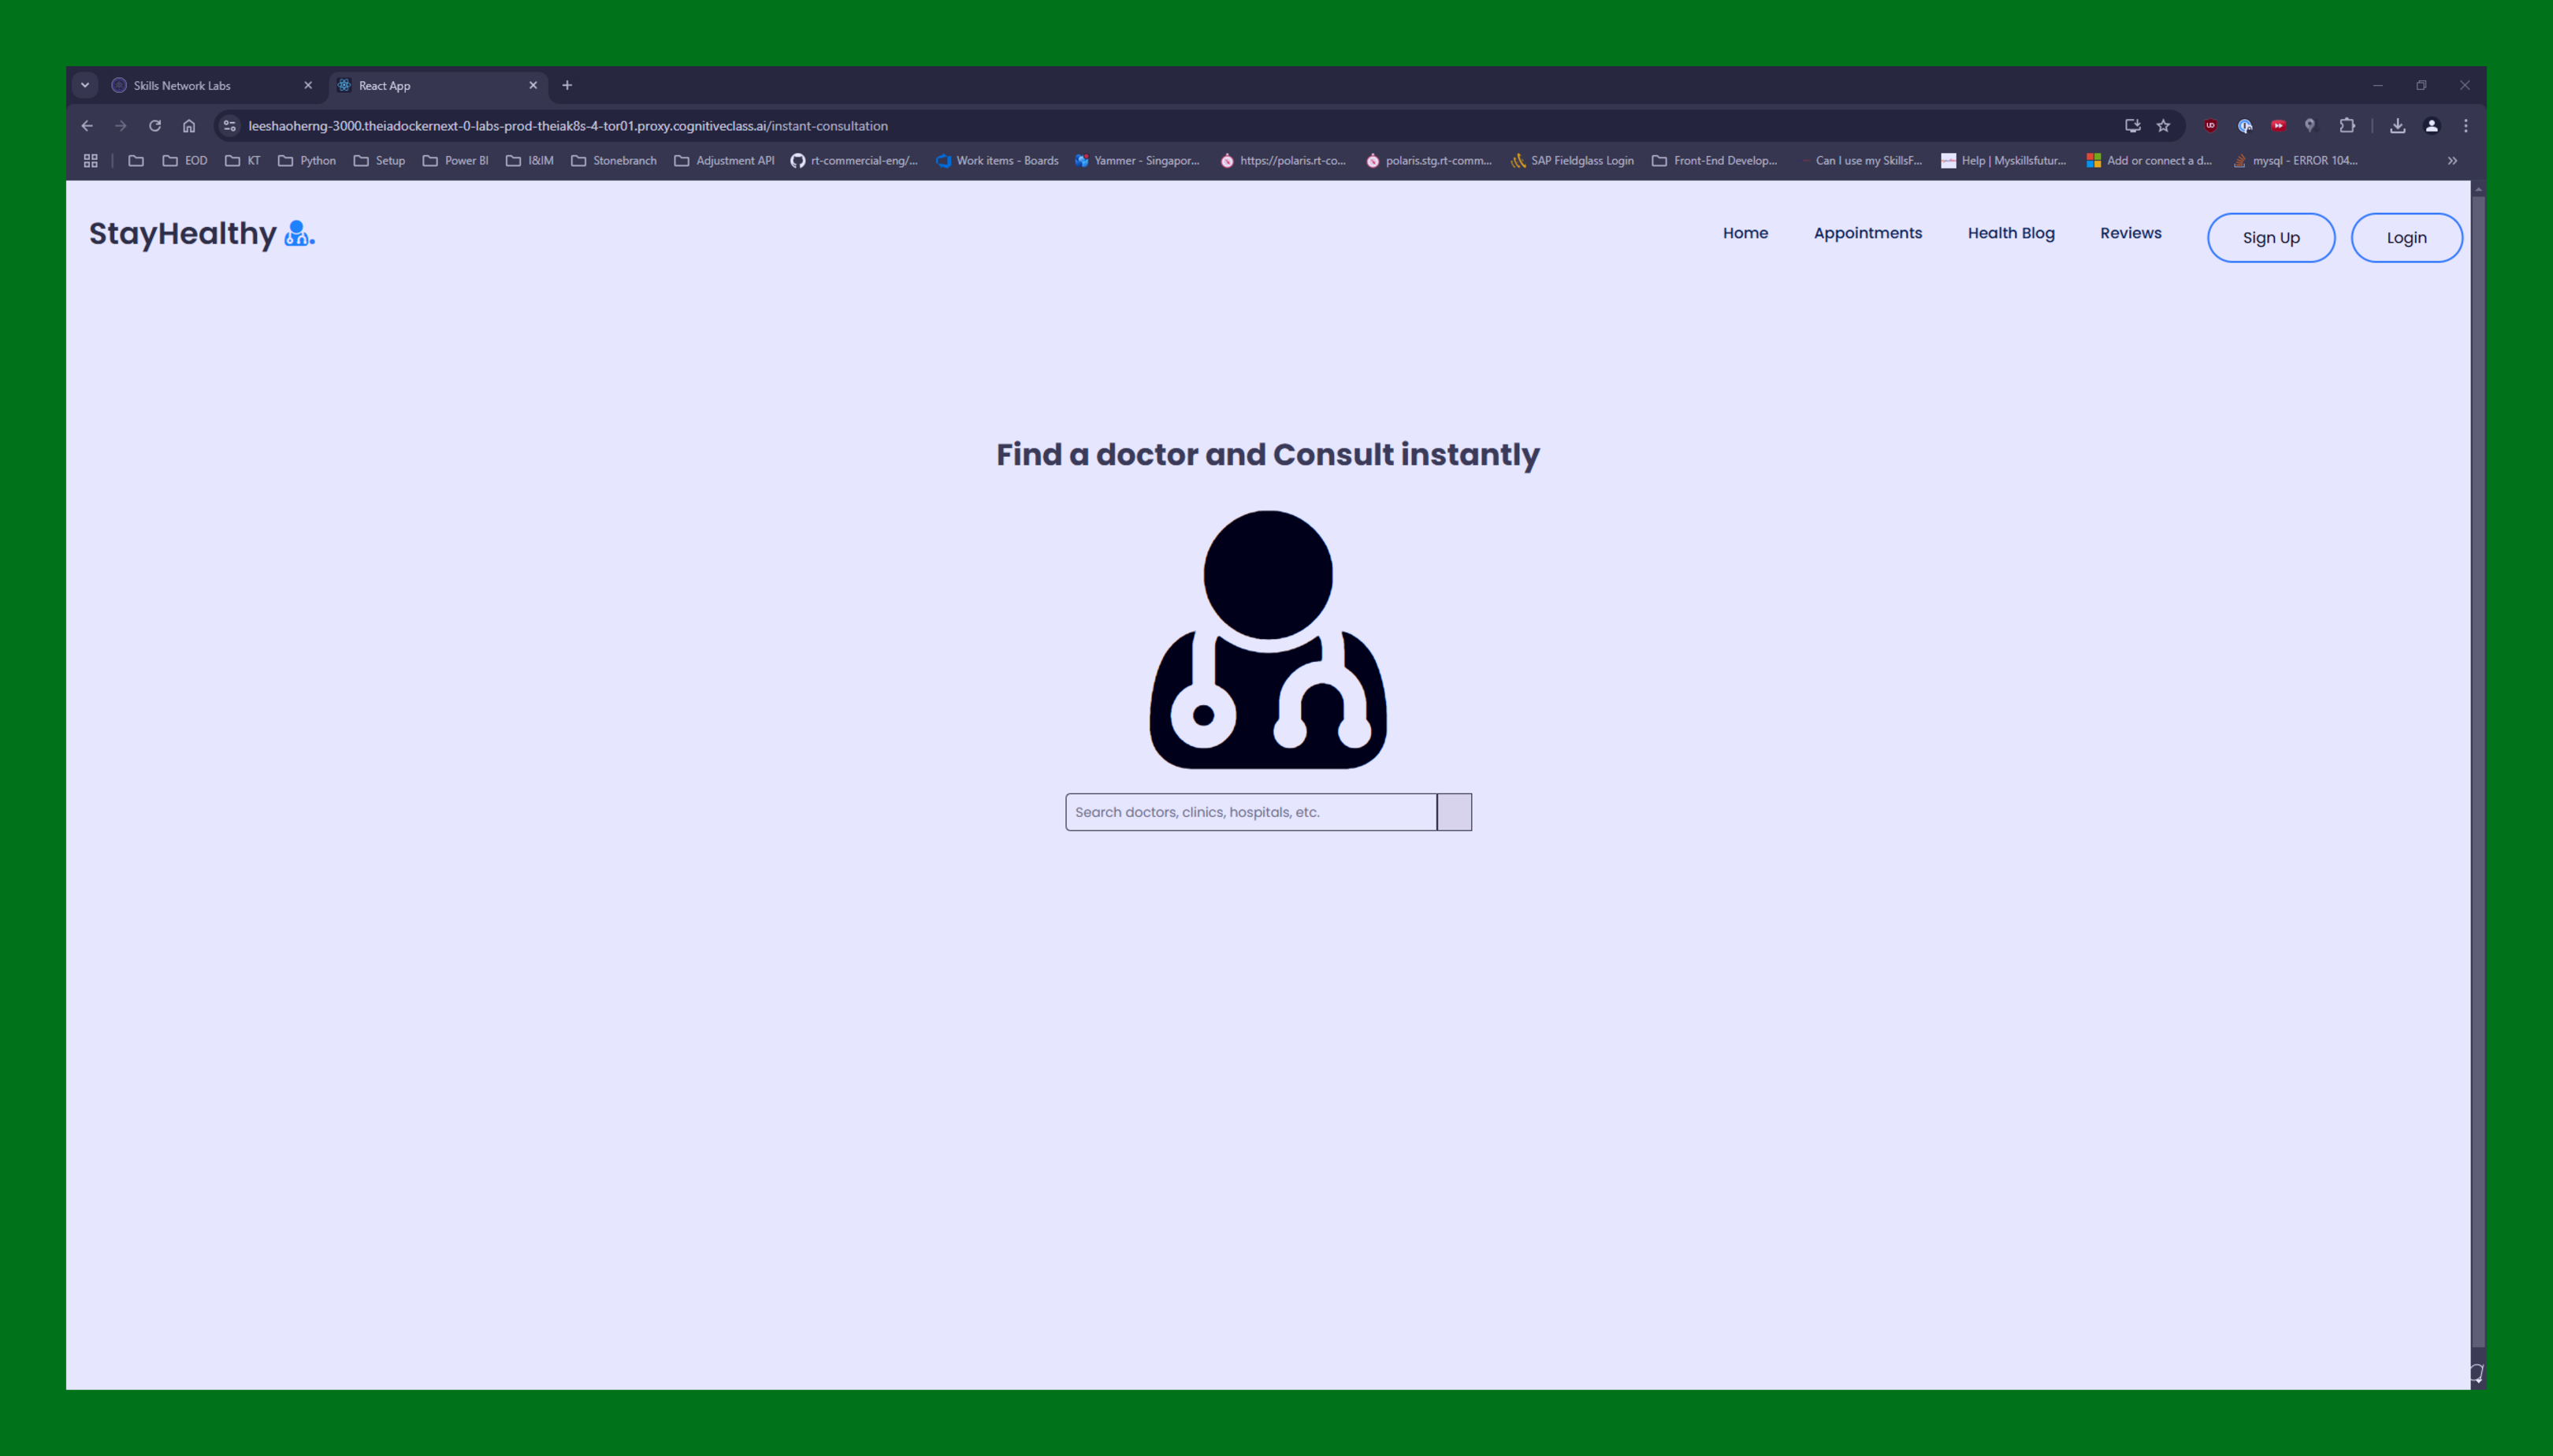 Skills Network Labs
React App
leeshaoherng-3000.theiadockernext-0-labs-prod-theiak8s-4-tor01.proxy.cognitiveclass.ai/instant-consultation
EOD KT Python Setup Power BI I&IM Stonebranch Adjustment API rt-commercial-eng/... Work items - Boards Yammer - Singapor... https://polaris.rt-co... polaris.stg.rt-comm... SAP Fieldglass Login Front-End Develop... Can I use my SkillsF... Help | Myskillsfutur... Add or connect a d... mysql - ERROR 104...
StayHealthy
Home Appointments Health Blog Reviews Sign Up Login
Find a doctor and Consult instantly
Search doctors, clinics, hospitals, etc.